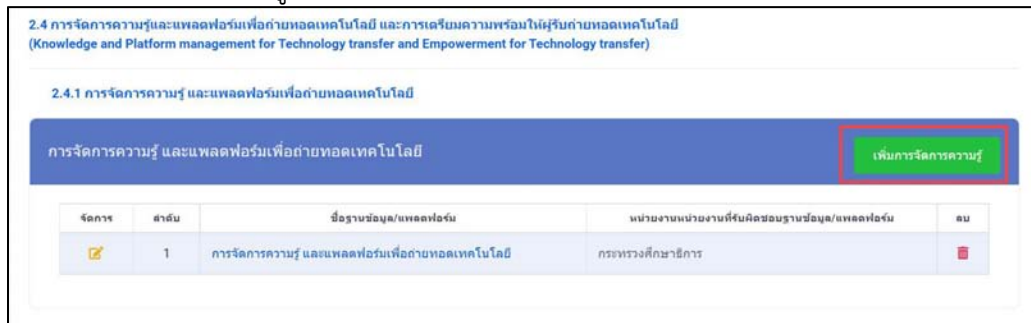 2.4 การจัดการความรู้และแพลตฟอร์มเพื่อถ่ายทอดเทคโนโลยี และการเตรียมความพร้อมให้ผู้รับถ่ายทอดเทคโนโลยี
(Knowledge and Platform management for Technology transfer and Empowerment for Technology transfer)
2.4.1 การจัดการความรู้ และแพลตฟอร์มเพื่อถ่ายทอดเทคโนโลยี
การจัดการความรู้ และแพลตฟอร์มเพื่อถ่ายทอดเทคโนโลยี เพิ่มการจัดการความรู้
จัดการ ลำดับ ชื่อฐานข้อมูล/แพลตฟอร์ม หน่วยงานหน่วยงานที่รับผิดชอบฐานข้อมูล/แพลตฟอร์ม ลบ
1 การจัดการความรู้ และแพลตฟอร์มเพื่อถ่ายทอดเทคโนโลยี กระทรวงศึกษาธิการ